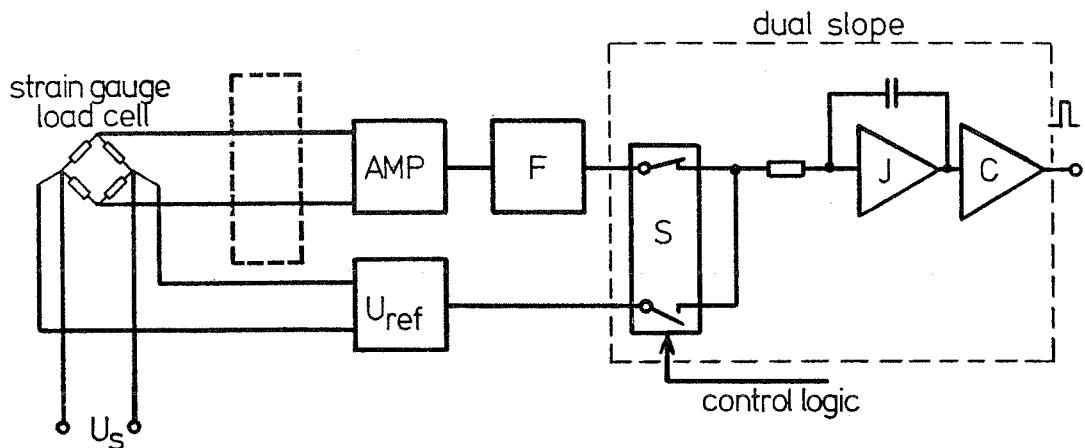 dual slope
strain gauge
load cell
AMP
F
S
J
C
U_ref
control logic
U_s